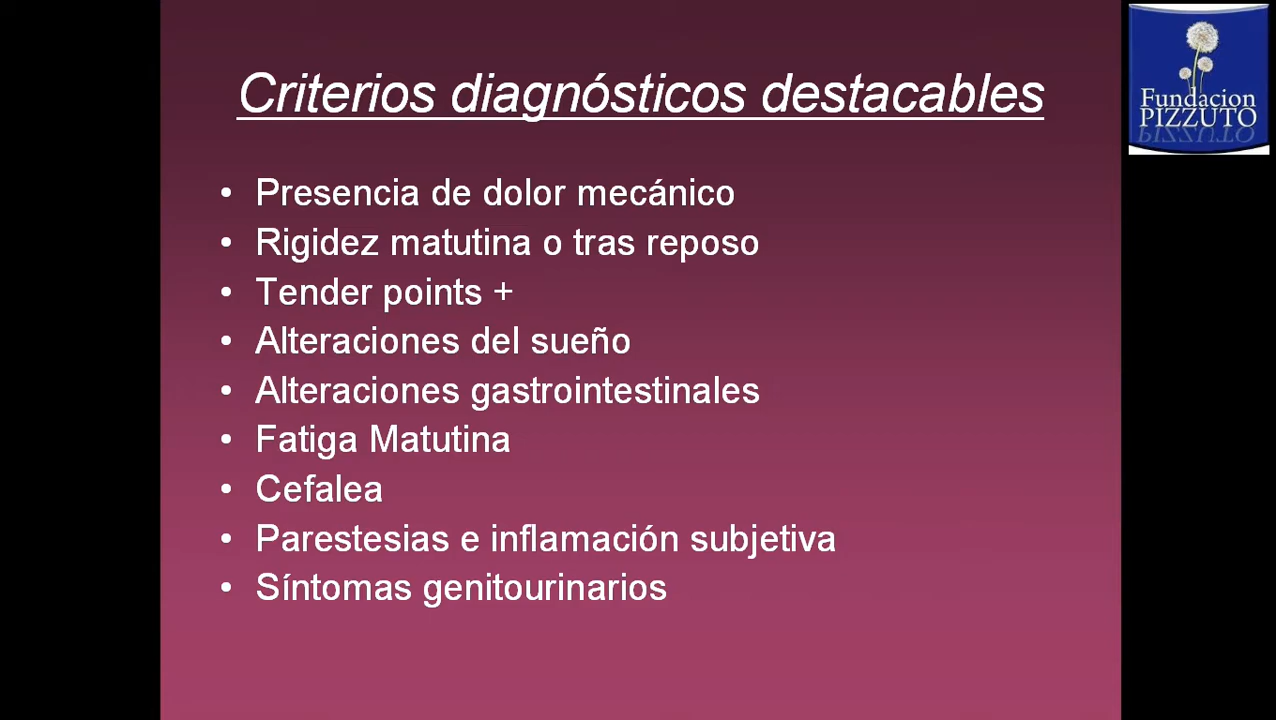 Criterios diagnósticos destacables
• Presencia de dolor mecánico
• Rigidez matutina o tras reposo
• Tender points +
• Alteraciones del sueño
• Alteraciones gastrointestinales
• Fatiga Matutina
• Cefalea
• Parestesias e inflamación subjetiva
• Síntomas genitourinarios
Fundacion
PIZZUTO